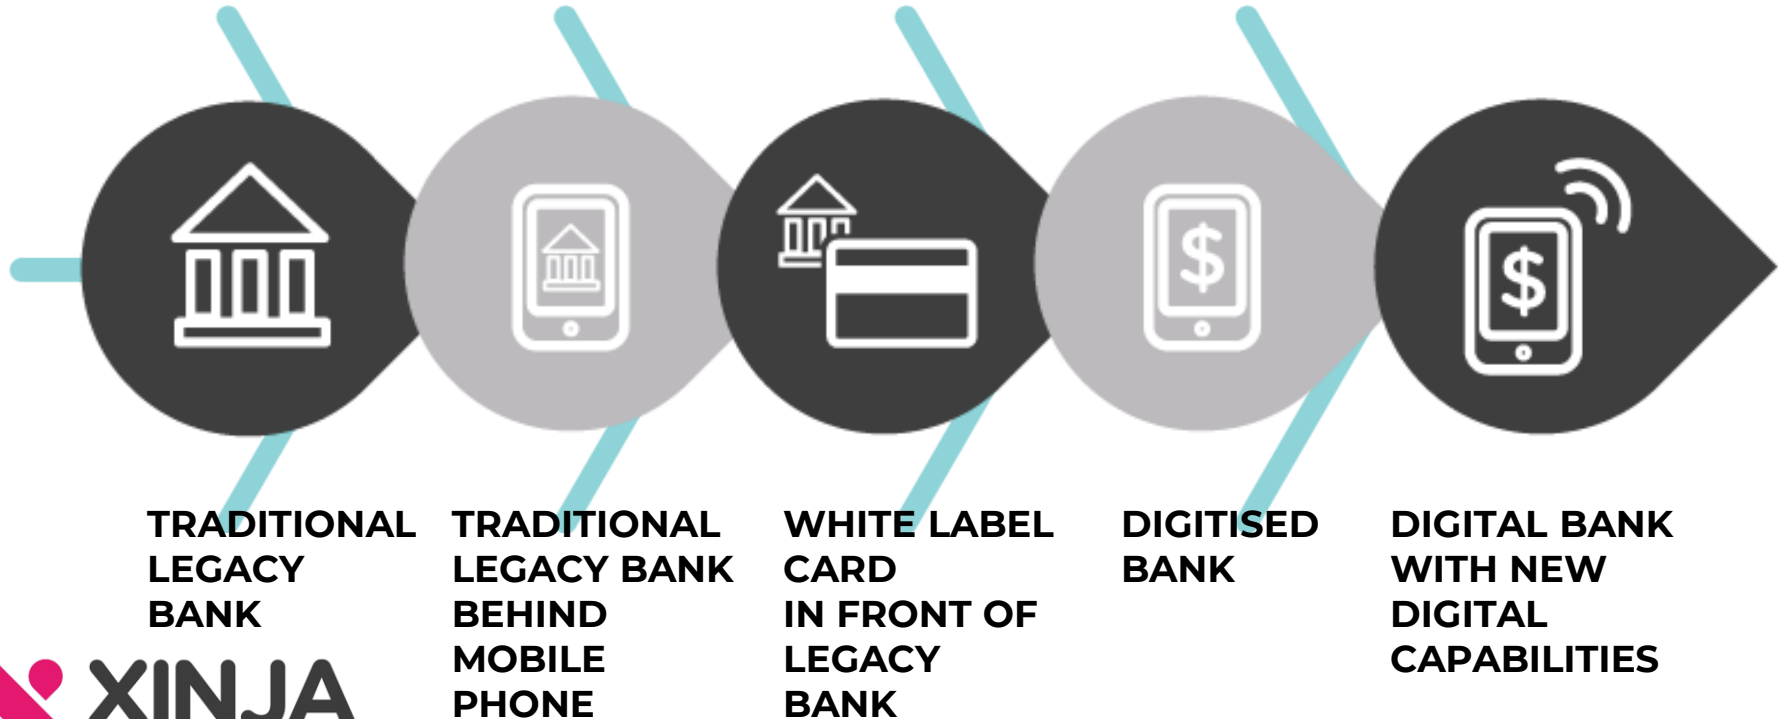 TRADITIONAL
LEGACY
BANK
TRADITIONAL
LEGACY BANK
BEHIND
MOBILE
PHONE
WHITE LABEL
CARD
IN FRONT OF
LEGACY
BANK
DIGITISED
BANK
DIGITAL BANK
WITH NEW
DIGITAL
CAPABILITIES
$
$
XINJA